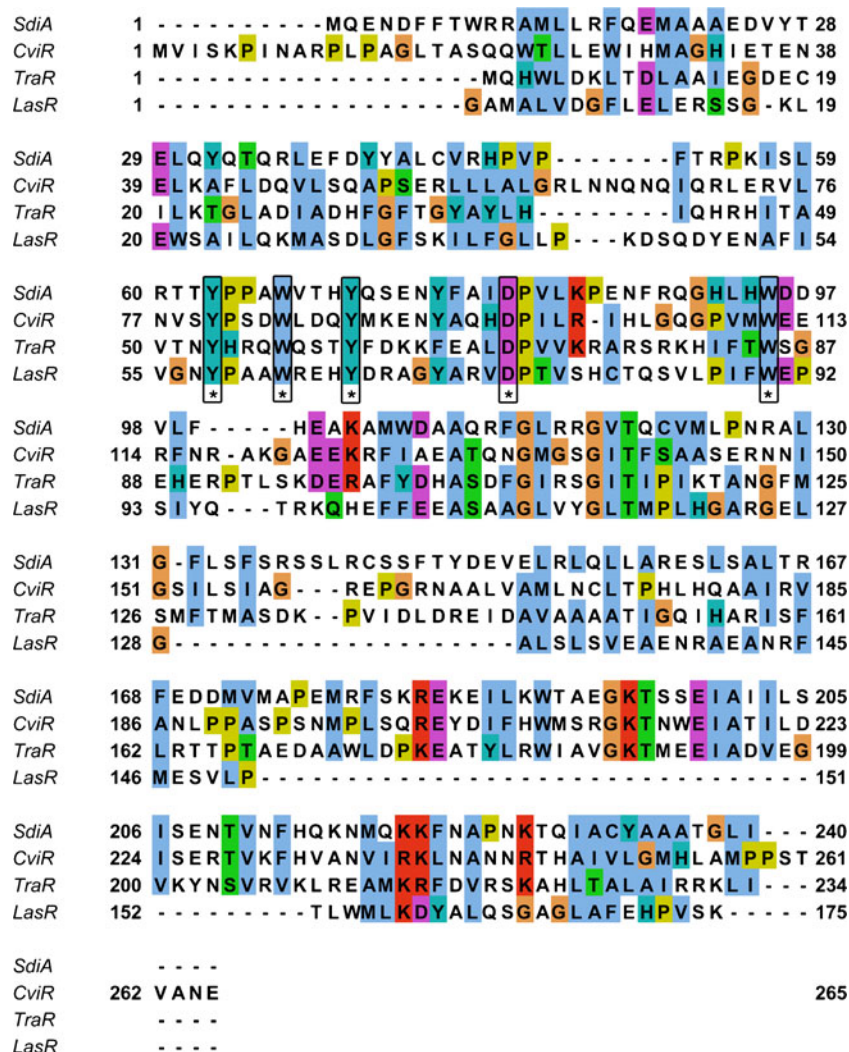 SdiA 1 ----------MQENDFFTWRRAMLLRFQEMAAAEDVYT 28
CviR 1 MVISKPINARPLPAGLTASQQWTLLEWIHMAGHIETEN 38
TraR 1 -------------------MQHWLDKLTDLAAIEGDEC 19
LasR 1 ------------------GAMALVDGFLELERSSG-KL 19
SdiA 29 ELQYQTQRLEFDYYALCVRHPVP-------FTRPKISL 59
CviR 39 ELKAFLDQVLSQAPSERLLLALGRLNNQNQIQRLERVL 76
TraR 20 ILKTGLADIADHFGFTGYAYLH--------IQHRHITA 49
LasR 20 EWSAILQKMASDLGFSKILFGLLP---KDSQDYENAFI 54
SdiA 60 RTTYPPAWVTHYQSENYFAIDPVLKPENFRQGHLHWDD 97
CviR 77 NVSYPSDWLDQYMKENYAQHDPILR-IHLGQGPVMWEE 113
TraR 50 VTNYHRQWQSTYFDKKFEALDPVVKRARSRKHIFTWSG 87
LasR 55 VGNYPAAWREHYDRAGYARVDPTVSHCTQSVLPIFWEP 92
* * * * *
SdiA 98 VLF-----HEAKAMWDAAQRFGLRRGVTQCVMLPNRAL 130
CviR 114 RFNR-AKGAEEKRFIAEATQNGMGSGITFSAASERNNI 150
TraR 88 EHERPTLSKDERAFYDHASDFGIRSGITIPIKTANGFM 125
LasR 93 SIYQ---TRKQHEFFEEASAAGLVYGLTMPLHGARGEL 127
SdiA 131 G-FLSFSRSSLRCSSFTYDEVELRLQLLARESLSALTR 167
CviR 151 GSILSIAG---REPGRNAALVAMLNCLTPHLHQAAIRV 185
TraR 126 SMFTMASDK--PVIDLDREIDAVAAAATIGQIHARISF 161
LasR 128 G--------------------ALSLSVEAENRAEANRF 145
SdiA 168 FEDDMVMAPEMRFSKREKEILKWTAEGKTSSEIAIILS 205
CviR 186 ANLPPASPSNMPLSQREYDIFHWMSRGKTNWEIATILD 223
TraR 162 LRTTPTAEDAAWLDPKEATYLRWIAVGKTMEEIADVEG 199
LasR 146 MESVLP-------------------------------- 151
SdiA 206 ISENTVNFHQKNMQKKFNAPNKTQIACYAAATGLI--- 240
CviR 224 ISERTVKFHVANVIRKLNANNRTHAIVLGMHLAMPPST 261
TraR 200 VKYNSVRVKLREAMKRFDVRSKAHLTALAIRRKLI--- 234
LasR 152 ---------TLWMLKDYALQSGAGLAFEHPVSK----- 175
SdiA ----
CviR 262 VANE 265
TraR ----
LasR ----